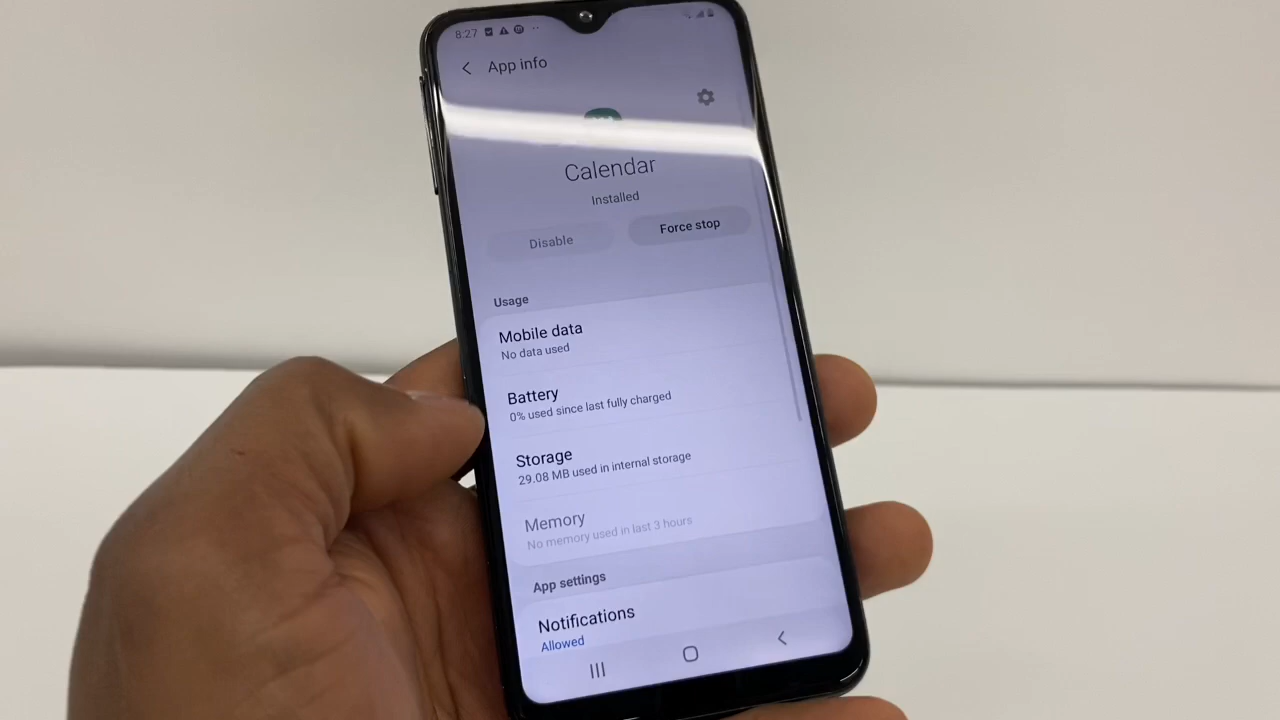 8:27
App info
Calendar
Installed
Disable
Force stop
Usage
Mobile data
No data used
Battery
0% used since last fully charged
Storage
29.08 MB used in internal storage
Memory
No memory used in last 3 hours
App settings
Notifications
Allowed